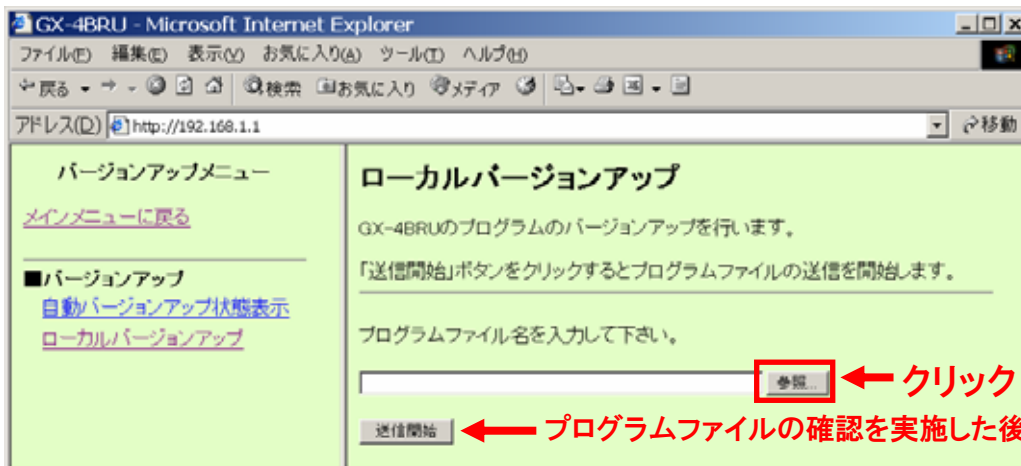 GX-4BRU - Microsoft Internet Explorer
ファイル(F) 編集(E) 表示(V) お気に入り(A) ツール(T) ヘルプ(H)
戻る 検索 お気に入り メディア
アドレス(D) http://192.168.1.1 移動
バージョンアップメニュー
メインメニューに戻る
■バージョンアップ
自動バージョンアップ状態表示
ローカルバージョンアップ
ローカルバージョンアップ
GX-4BRUのプログラムのバージョンアップを行います。
「送信開始」ボタンをクリックするとプログラムファイルの送信を開始します。
プログラムファイル名を入力して下さい。
参照... クリック
送信開始 プログラムファイルの確認を実施した後